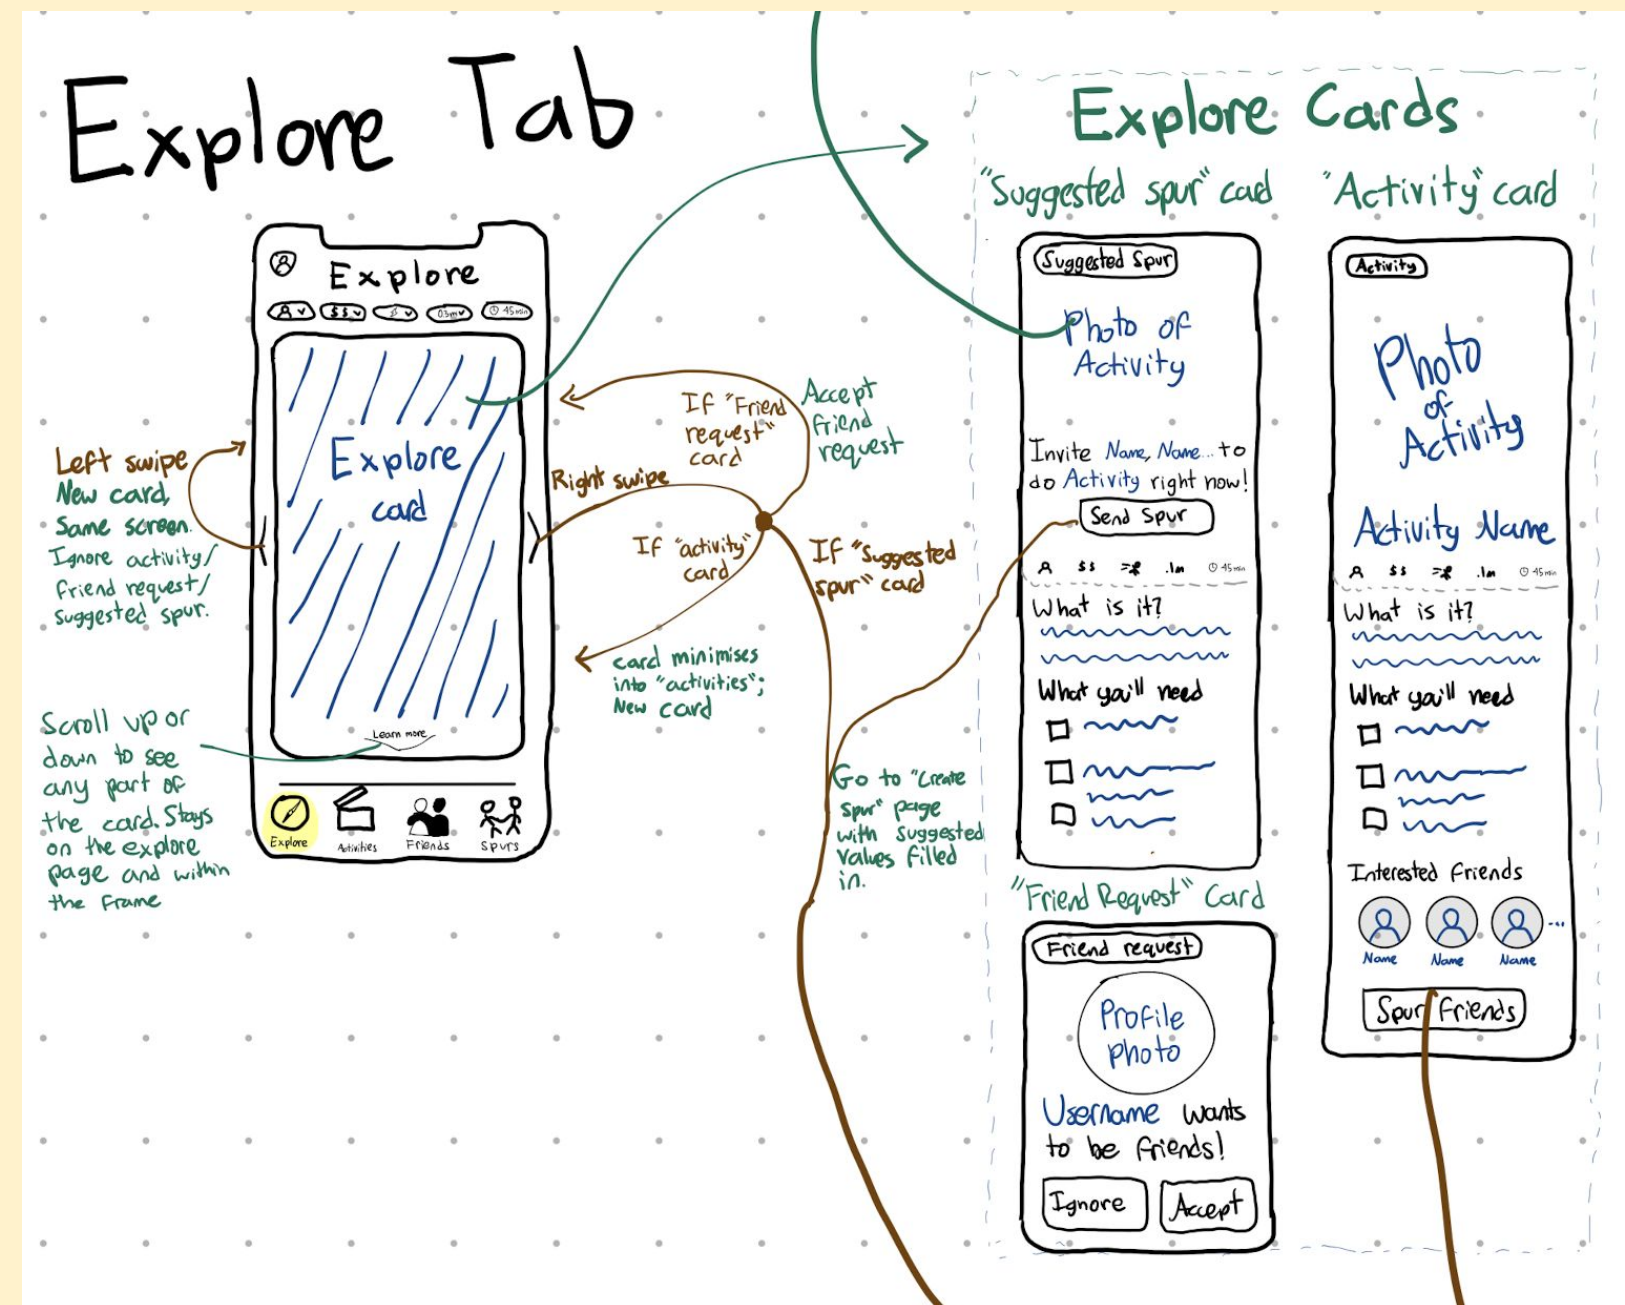 Explore Tab
Explore
$$
0.3m
45min
Explore
card
Learn more
Explore
Activities
Friends
Spurs
Left swipe
New card,
Same screen.
Ignore activity/
friend request/
suggested spur.
Scroll up or
down to see
any part of
the card. Stays
on the explore
page and within
the frame
Right swipe
If "Friend
request"
card
Accept
friend
request
If "activity"
card
card minimises
into "activities";
New card
If "Suggested
spur" card
Go to "Create
Spur" page
with suggested
values filled
in.
Explore Cards
"Suggested spur" card
Suggested Spur
Photo of
Activity
Invite Name, Name... to
do Activity right now!
Send Spur
$$
.1m
45min
What is it?
What you'll need
"Activity" card
Activity
Photo
of
Activity
Activity Name
$$
.1m
45min
What is it?
What you'll need
Interested friends
Name
Name
Name
...
Spur friends
"Friend Request" Card
Friend request
Profile
photo
Username wants
to be friends!
Ignore
Accept